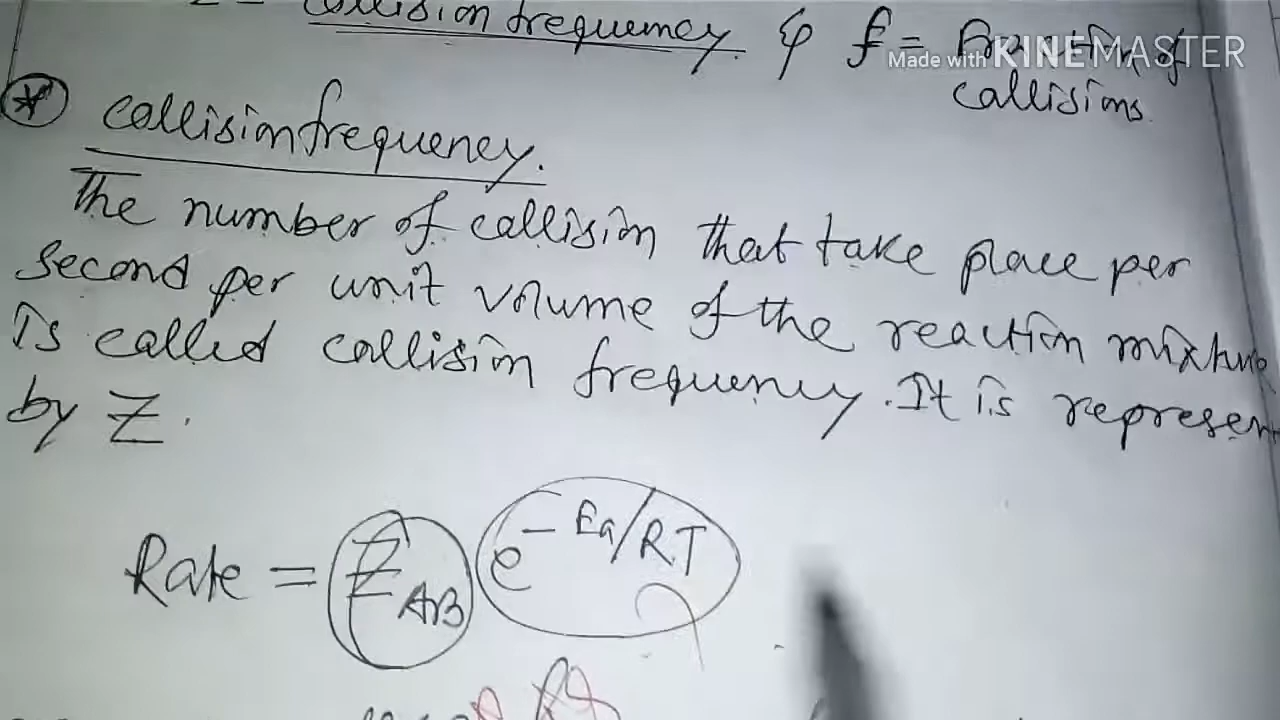 collision frequency & f = Fraction of
Made with KINEMASTER
collisions.
* collision frequency.
The number of collision that take place per
second per unit volume of the reaction mixture
is called collision frequency. It is represen
by Z.
Rate = Z_AB e^-Ea/RT